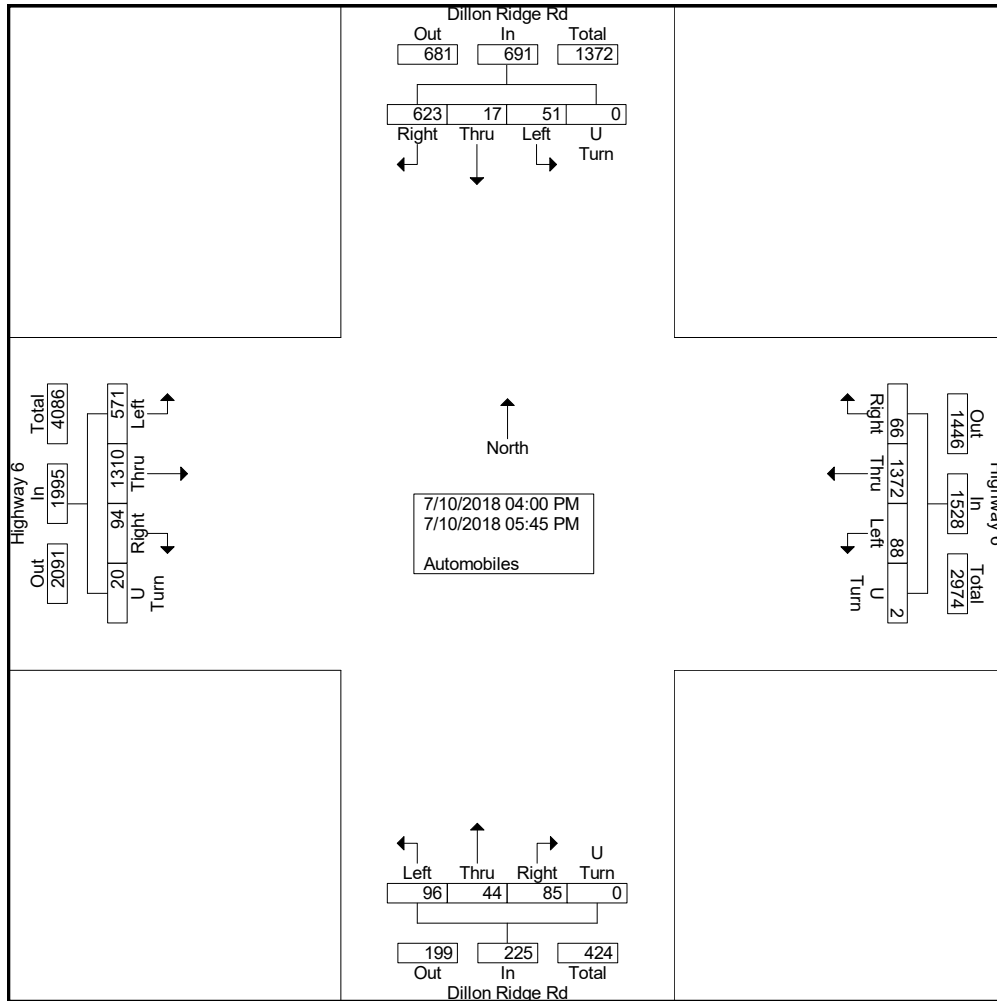 Dillon Ridge Rd
Out In Total
681 691 1372
623 17 51 0
Right Thru Left U
Turn
Highway 6
Total In Out
4086 1995 2091
571 1310 94 20
Left Thru Right U
Turn
North
7/10/2018 04:00 PM
7/10/2018 05:45 PM
Automobiles
Highway 6
Out In Total
1446 1528 2974
66 1372 88 2
Right Thru Left U
Turn
U
Left Thru Right Turn
96 44 85 0
199 225 424
Out In Total
Dillon Ridge Rd